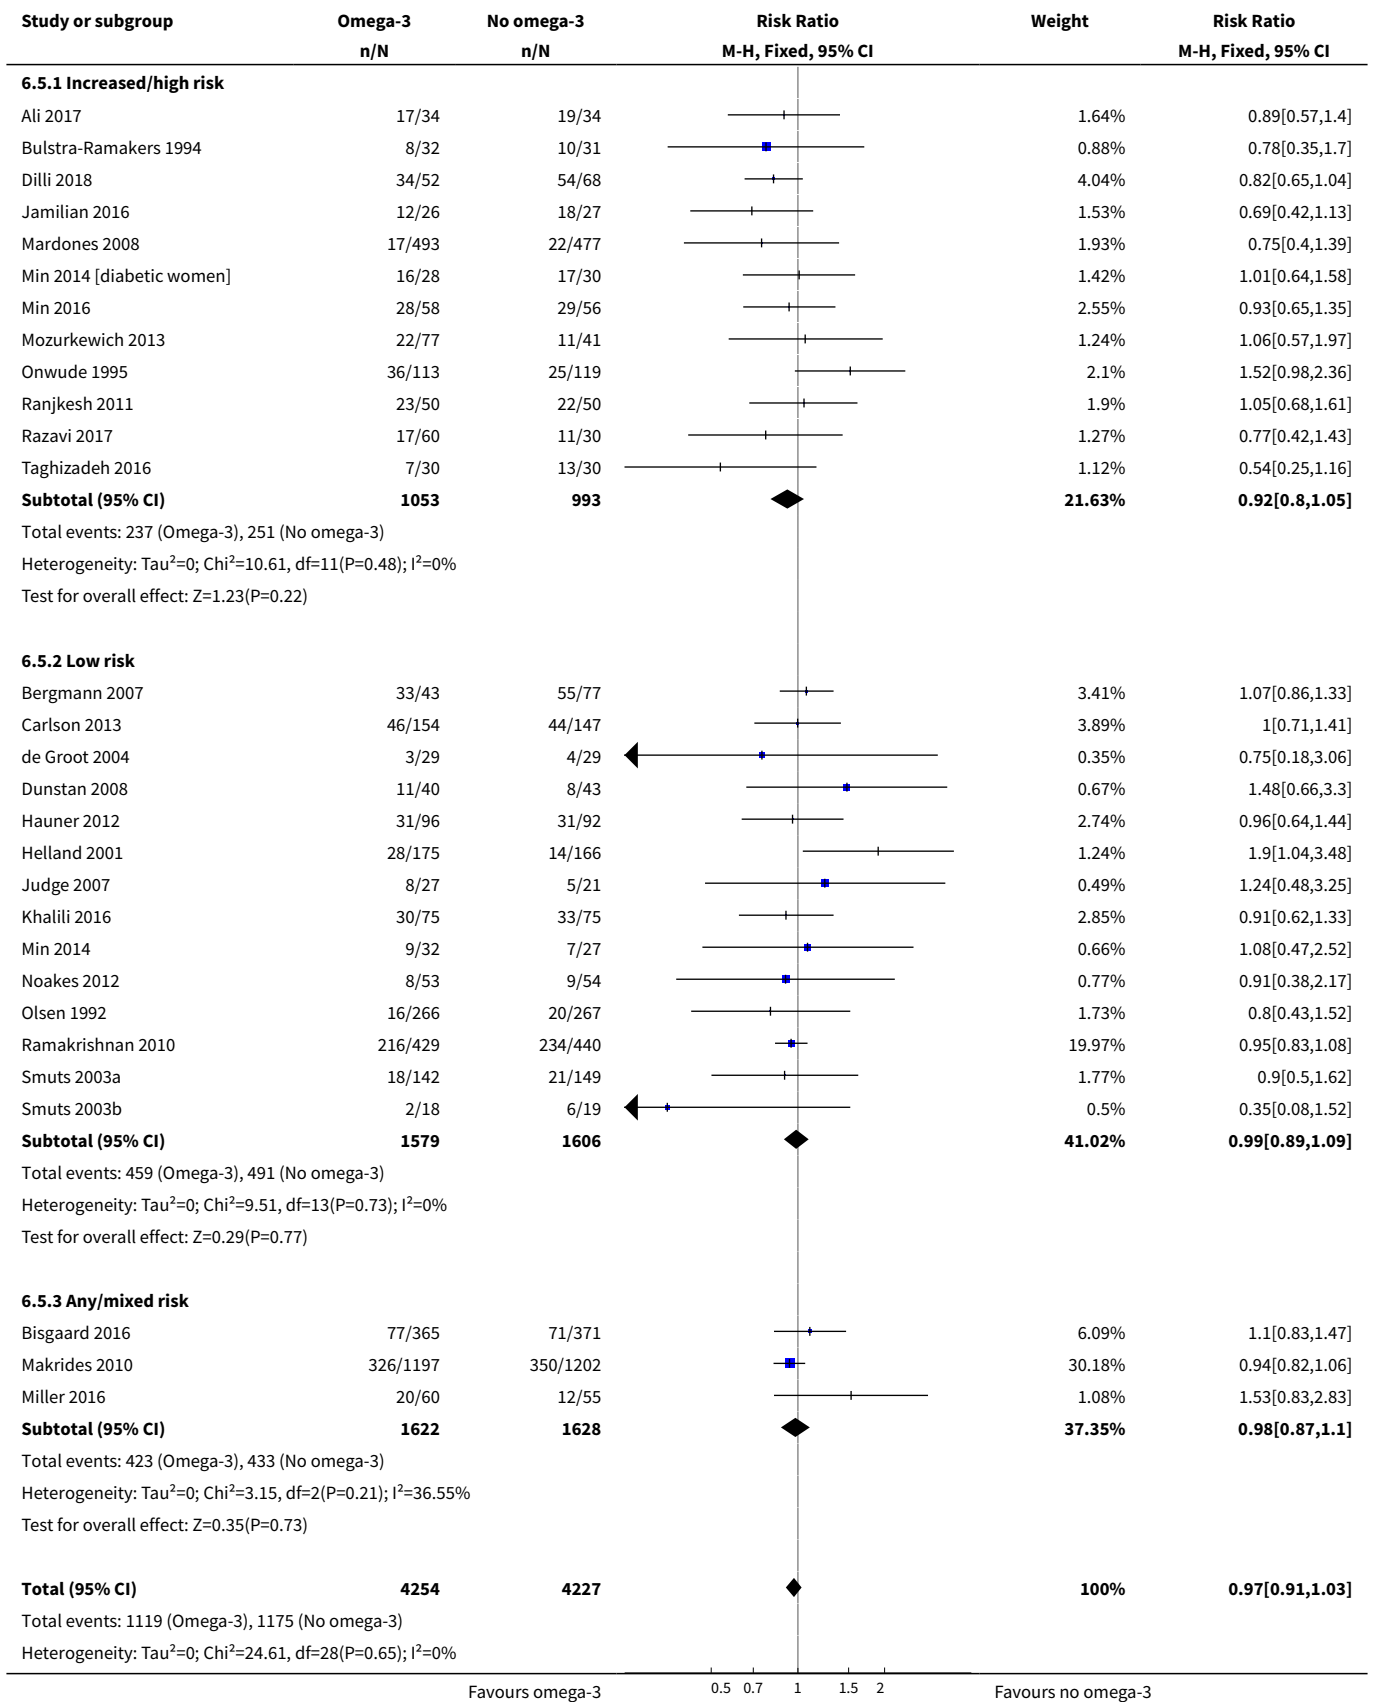 Study or subgroup Omega-3 No omega-3 Risk Ratio Weight Risk Ratio
n/N n/N M-H, Fixed, 95% CI M-H, Fixed, 95% CI
6.5.1 Increased/high risk
Ali 2017 17/34 19/34 1.64% 0.89[0.57,1.4]
Bulstra-Ramakers 1994 8/32 10/31 0.88% 0.78[0.35,1.7]
Dilli 2018 34/52 54/68 4.04% 0.82[0.65,1.04]
Jamilian 2016 12/26 18/27 1.53% 0.69[0.42,1.13]
Mardones 2008 17/493 22/477 1.93% 0.75[0.4,1.39]
Min 2014 [diabetic women] 16/28 17/30 1.42% 1.01[0.64,1.58]
Min 2016 28/58 29/56 2.55% 0.93[0.65,1.35]
Mozurkewich 2013 22/77 11/41 1.24% 1.06[0.57,1.97]
Onwude 1995 36/113 25/119 2.1% 1.52[0.98,2.36]
Ranjkesh 2011 23/50 22/50 1.9% 1.05[0.68,1.61]
Razavi 2017 17/60 11/30 1.27% 0.77[0.42,1.43]
Taghizadeh 2016 7/30 13/30 1.12% 0.54[0.25,1.16]
Subtotal (95% CI) 1053 993 21.63% 0.92[0.8,1.05]
Total events: 237 (Omega-3), 251 (No omega-3)
Heterogeneity: Tau²=0; Chi²=10.61, df=11(P=0.48); I²=0%
Test for overall effect: Z=1.23(P=0.22)
6.5.2 Low risk
Bergmann 2007 33/43 55/77 3.41% 1.07[0.86,1.33]
Carlson 2013 46/154 44/147 3.89% 1[0.71,1.41]
de Groot 2004 3/29 4/29 0.35% 0.75[0.18,3.06]
Dunstan 2008 11/40 8/43 0.67% 1.48[0.66,3.3]
Hauner 2012 31/96 31/92 2.74% 0.96[0.64,1.44]
Helland 2001 28/175 14/166 1.24% 1.9[1.04,3.48]
Judge 2007 8/27 5/21 0.49% 1.24[0.48,3.25]
Khalili 2016 30/75 33/75 2.85% 0.91[0.62,1.33]
Min 2014 9/32 7/27 0.66% 1.08[0.47,2.52]
Noakes 2012 8/53 9/54 0.77% 0.91[0.38,2.17]
Olsen 1992 16/266 20/267 1.73% 0.8[0.43,1.52]
Ramakrishnan 2010 216/429 234/440 19.97% 0.95[0.83,1.08]
Smuts 2003a 18/142 21/149 1.77% 0.9[0.5,1.62]
Smuts 2003b 2/18 6/19 0.5% 0.35[0.08,1.52]
Subtotal (95% CI) 1579 1606 41.02% 0.99[0.89,1.09]
Total events: 459 (Omega-3), 491 (No omega-3)
Heterogeneity: Tau²=0; Chi²=9.51, df=13(P=0.73); I²=0%
Test for overall effect: Z=0.29(P=0.77)
6.5.3 Any/mixed risk
Bisgaard 2016 77/365 71/371 6.09% 1.1[0.83,1.47]
Makrides 2010 326/1197 350/1202 30.18% 0.94[0.82,1.06]
Miller 2016 20/60 12/55 1.08% 1.53[0.83,2.83]
Subtotal (95% CI) 1622 1628 37.35% 0.98[0.87,1.1]
Total events: 423 (Omega-3), 433 (No omega-3)
Heterogeneity: Tau²=0; Chi²=3.15, df=2(P=0.21); I²=36.55%
Test for overall effect: Z=0.35(P=0.73)
Total (95% CI) 4254 4227 100% 0.97[0.91,1.03]
Total events: 1119 (Omega-3), 1175 (No omega-3)
Heterogeneity: Tau²=0; Chi²=24.61, df=28(P=0.65); I²=0%
Favours omega-3 0.5 0.7 1 1.5 2 Favours no omega-3